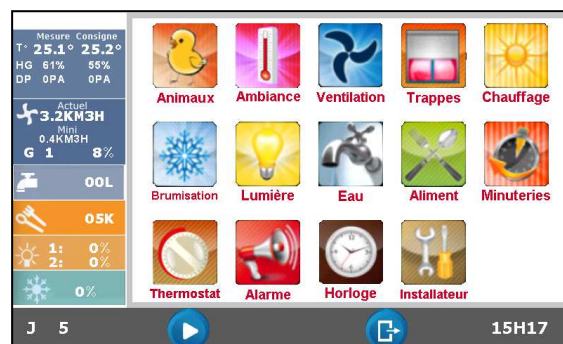 Mesure Consigne
T° 25.1° 25.2°
HG 61% 55%
DP 0PA 0PA
Actuel
3.2KM3H
Mini
0.4KM3H
G 1 8%
00L
05K
1: 0%
2: 0%
0%
Animaux Ambiance Ventilation Trappes Chauffage
Brumisation Lumière Eau Aliment Minuteries
Thermostat Alarme Horloge Installateur
J 5 15H17